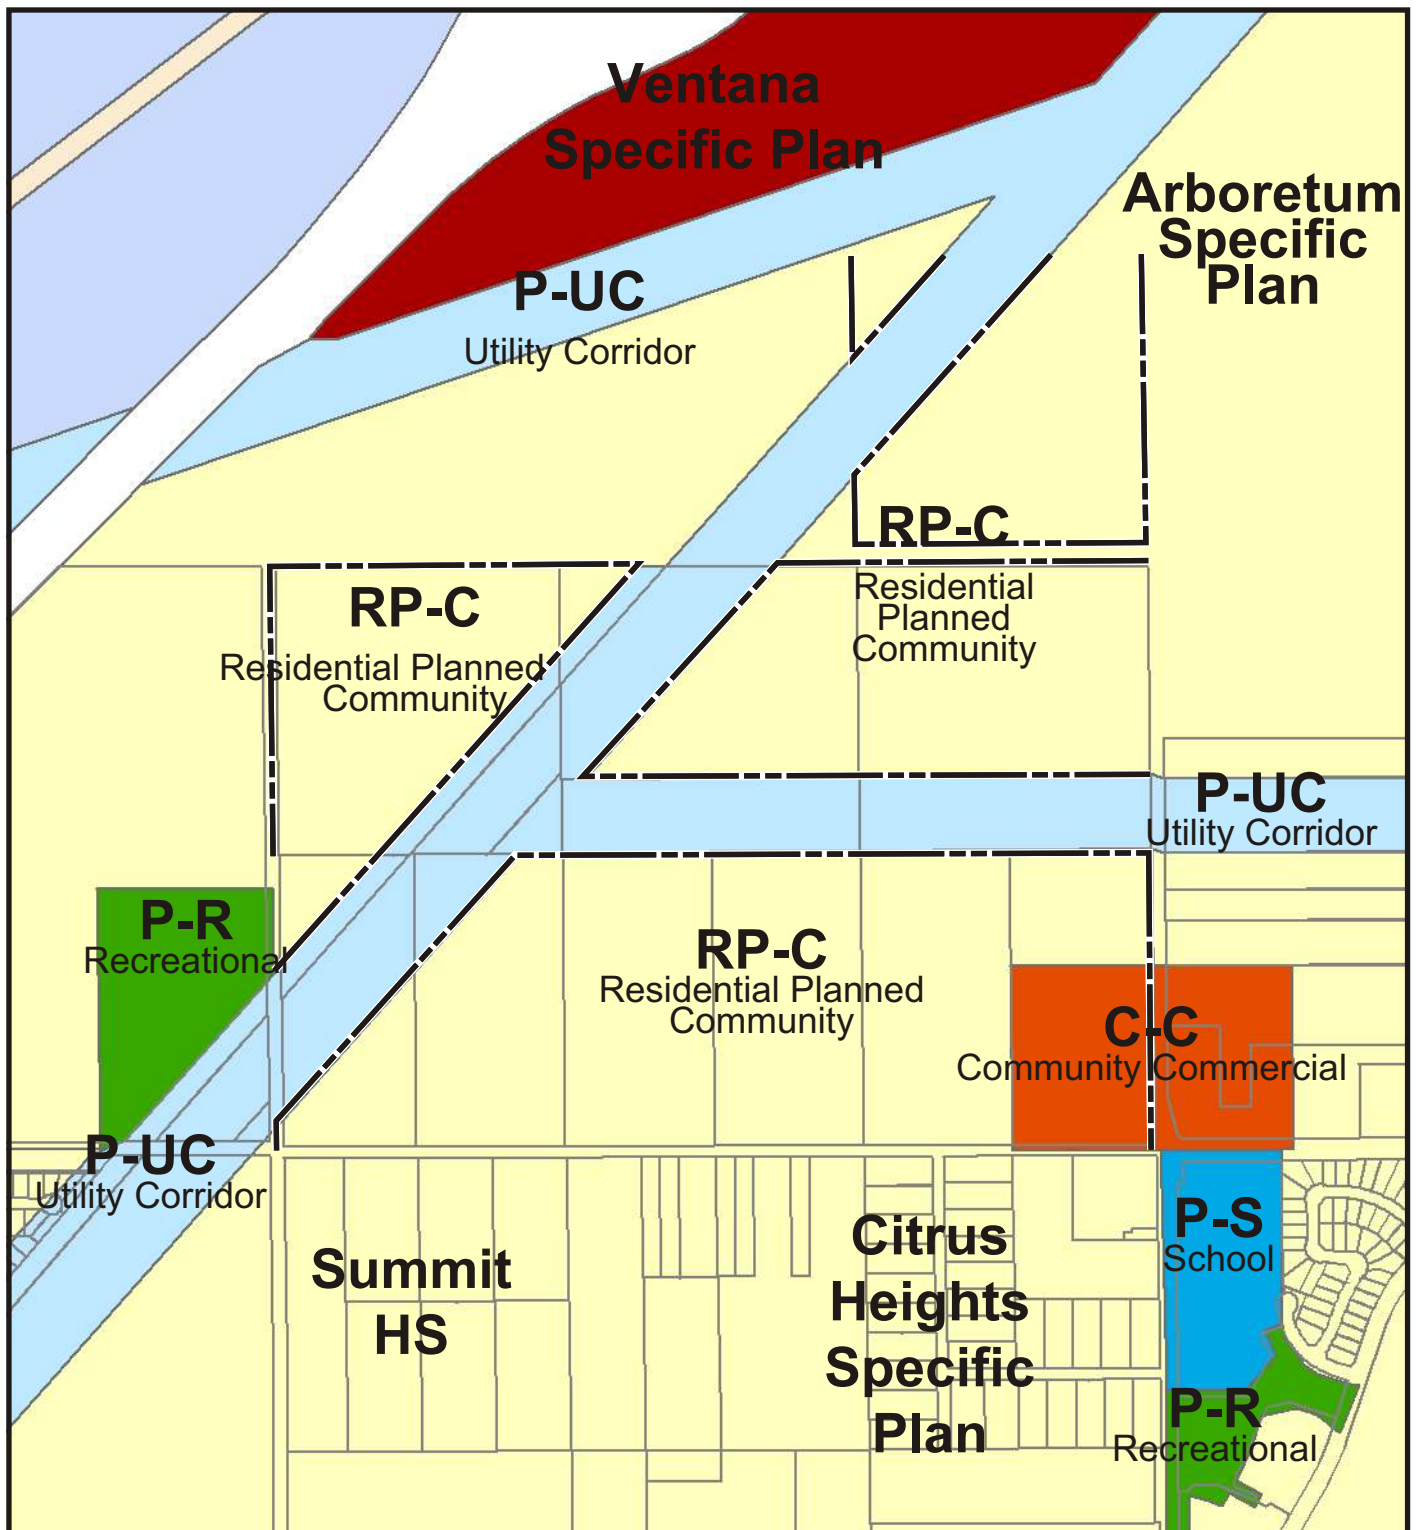 Ventana
Specific Plan
Arboretum
Specific
Plan
P-UC
Utility Corridor
RP-C
Residential
Planned
Community
RP-C
Residential Planned
Community
P-UC
Utility Corridor
P-R
Recreational
RP-C
Residential Planned
Community
C-C
Community Commercial
P-UC
Utility Corridor
P-S
School
Summit
HS
Citrus
Heights
Specific
Plan
P-R
Recreational